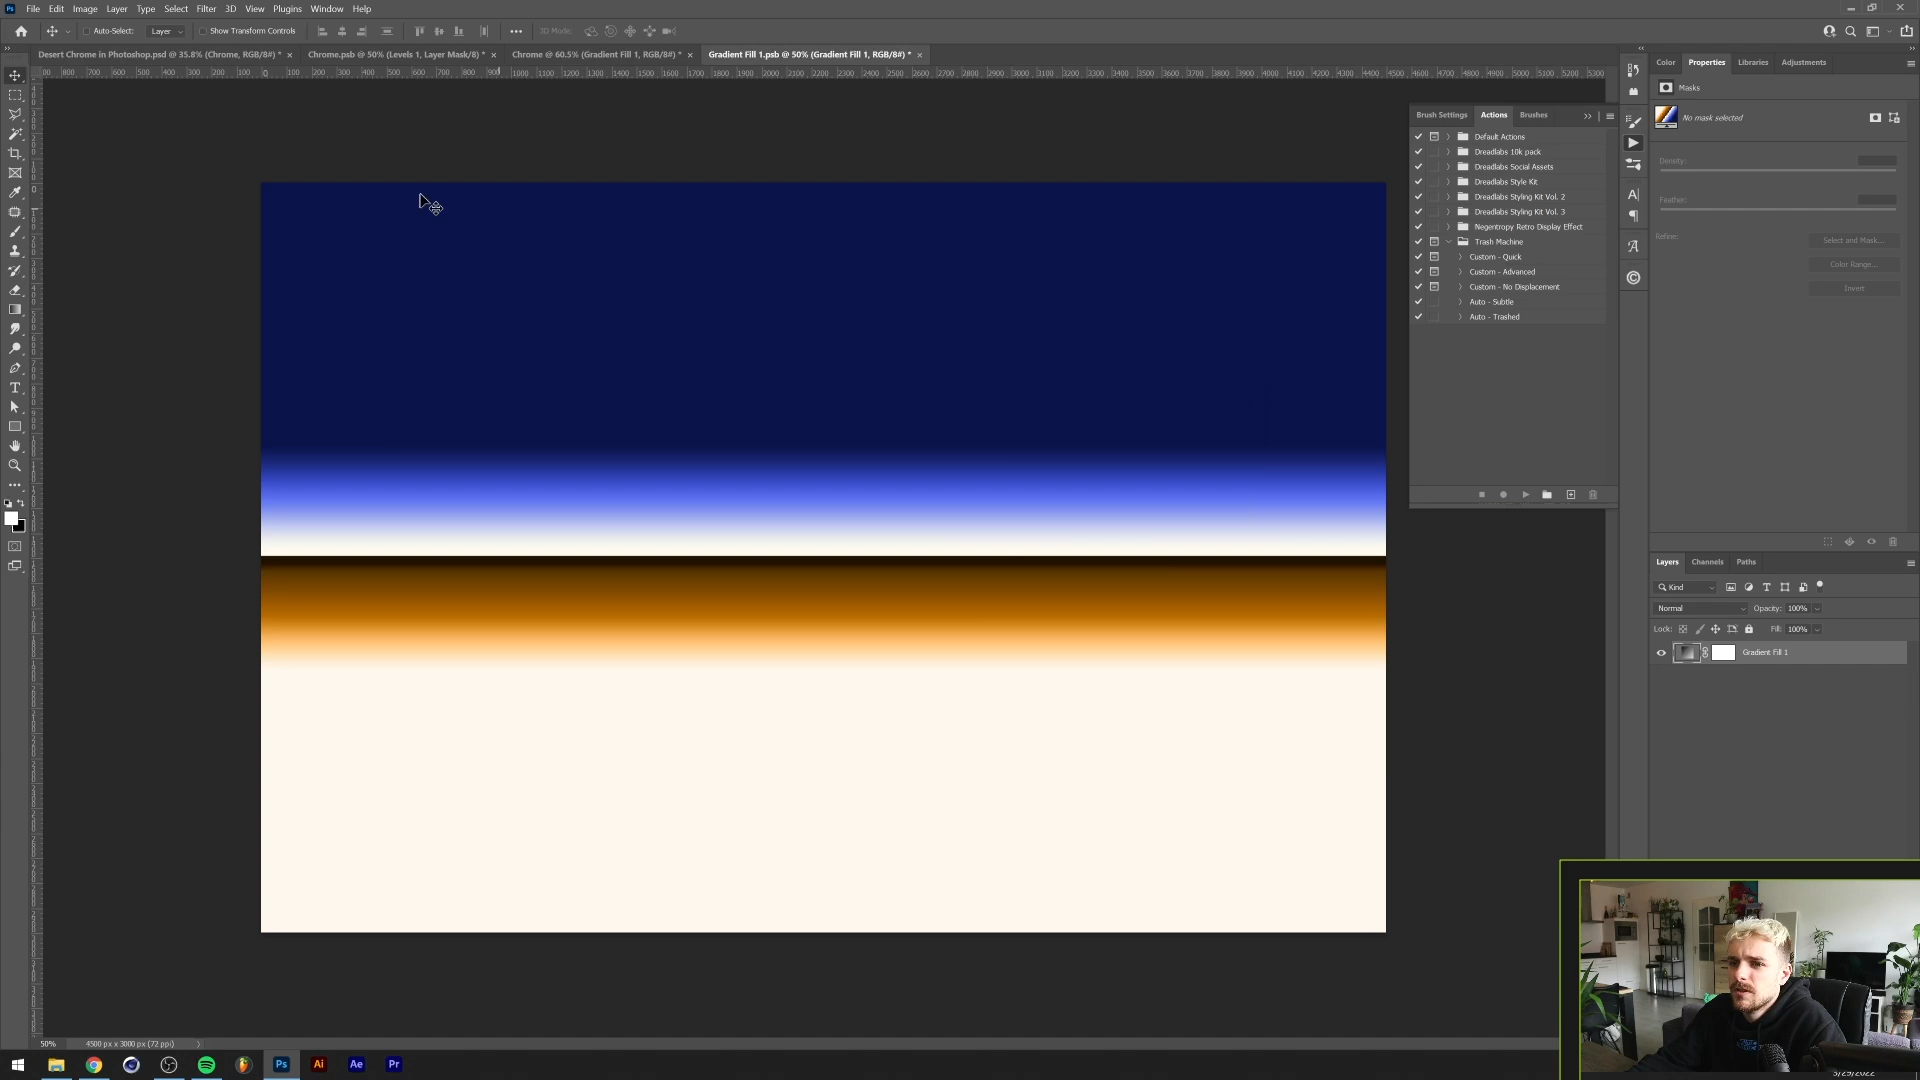 Ps File Edit Image Layer Type Select Filter 3D View Plugins Window Help
Auto-Select: Layer Show Transform Controls 3D Mode:
Desert Chrome in Photoshop.psd @ 35.8% (Chrome, RGB/8#) * × Chrome.psb @ 50% (Levels 1, Layer Mask/8) * × Chrome @ 60.5% (Gradient Fill 1, RGB/8#) * × Gradient Fill 1.psb @ 50% (Gradient Fill 1, RGB/8#) * ×
Color Properties Libraries Adjustments
Masks
No mask selected
Density:
Feather:
Refine:
Select and Mask...
Color Range...
Invert
Brush Settings Actions Brushes
Default Actions
Dreadlabs 10k pack
Dreadlabs Social Assets
Dreadlabs Style Kit
Dreadlabs Styling Kit Vol. 2
Dreadlabs Styling Kit Vol. 3
Negentropy Retro Display Effect
Trash Machine
Custom - Quick
Custom - Advanced
Custom - No Displacement
Auto - Subtle
Auto - Trashed
Layers Channels Paths
Kind
Normal Opacity: 100%
Lock: Fill: 100%
Gradient Fill 1
50% 4500 px x 3000 px (72 ppi)
Ps Ai Ae Pr